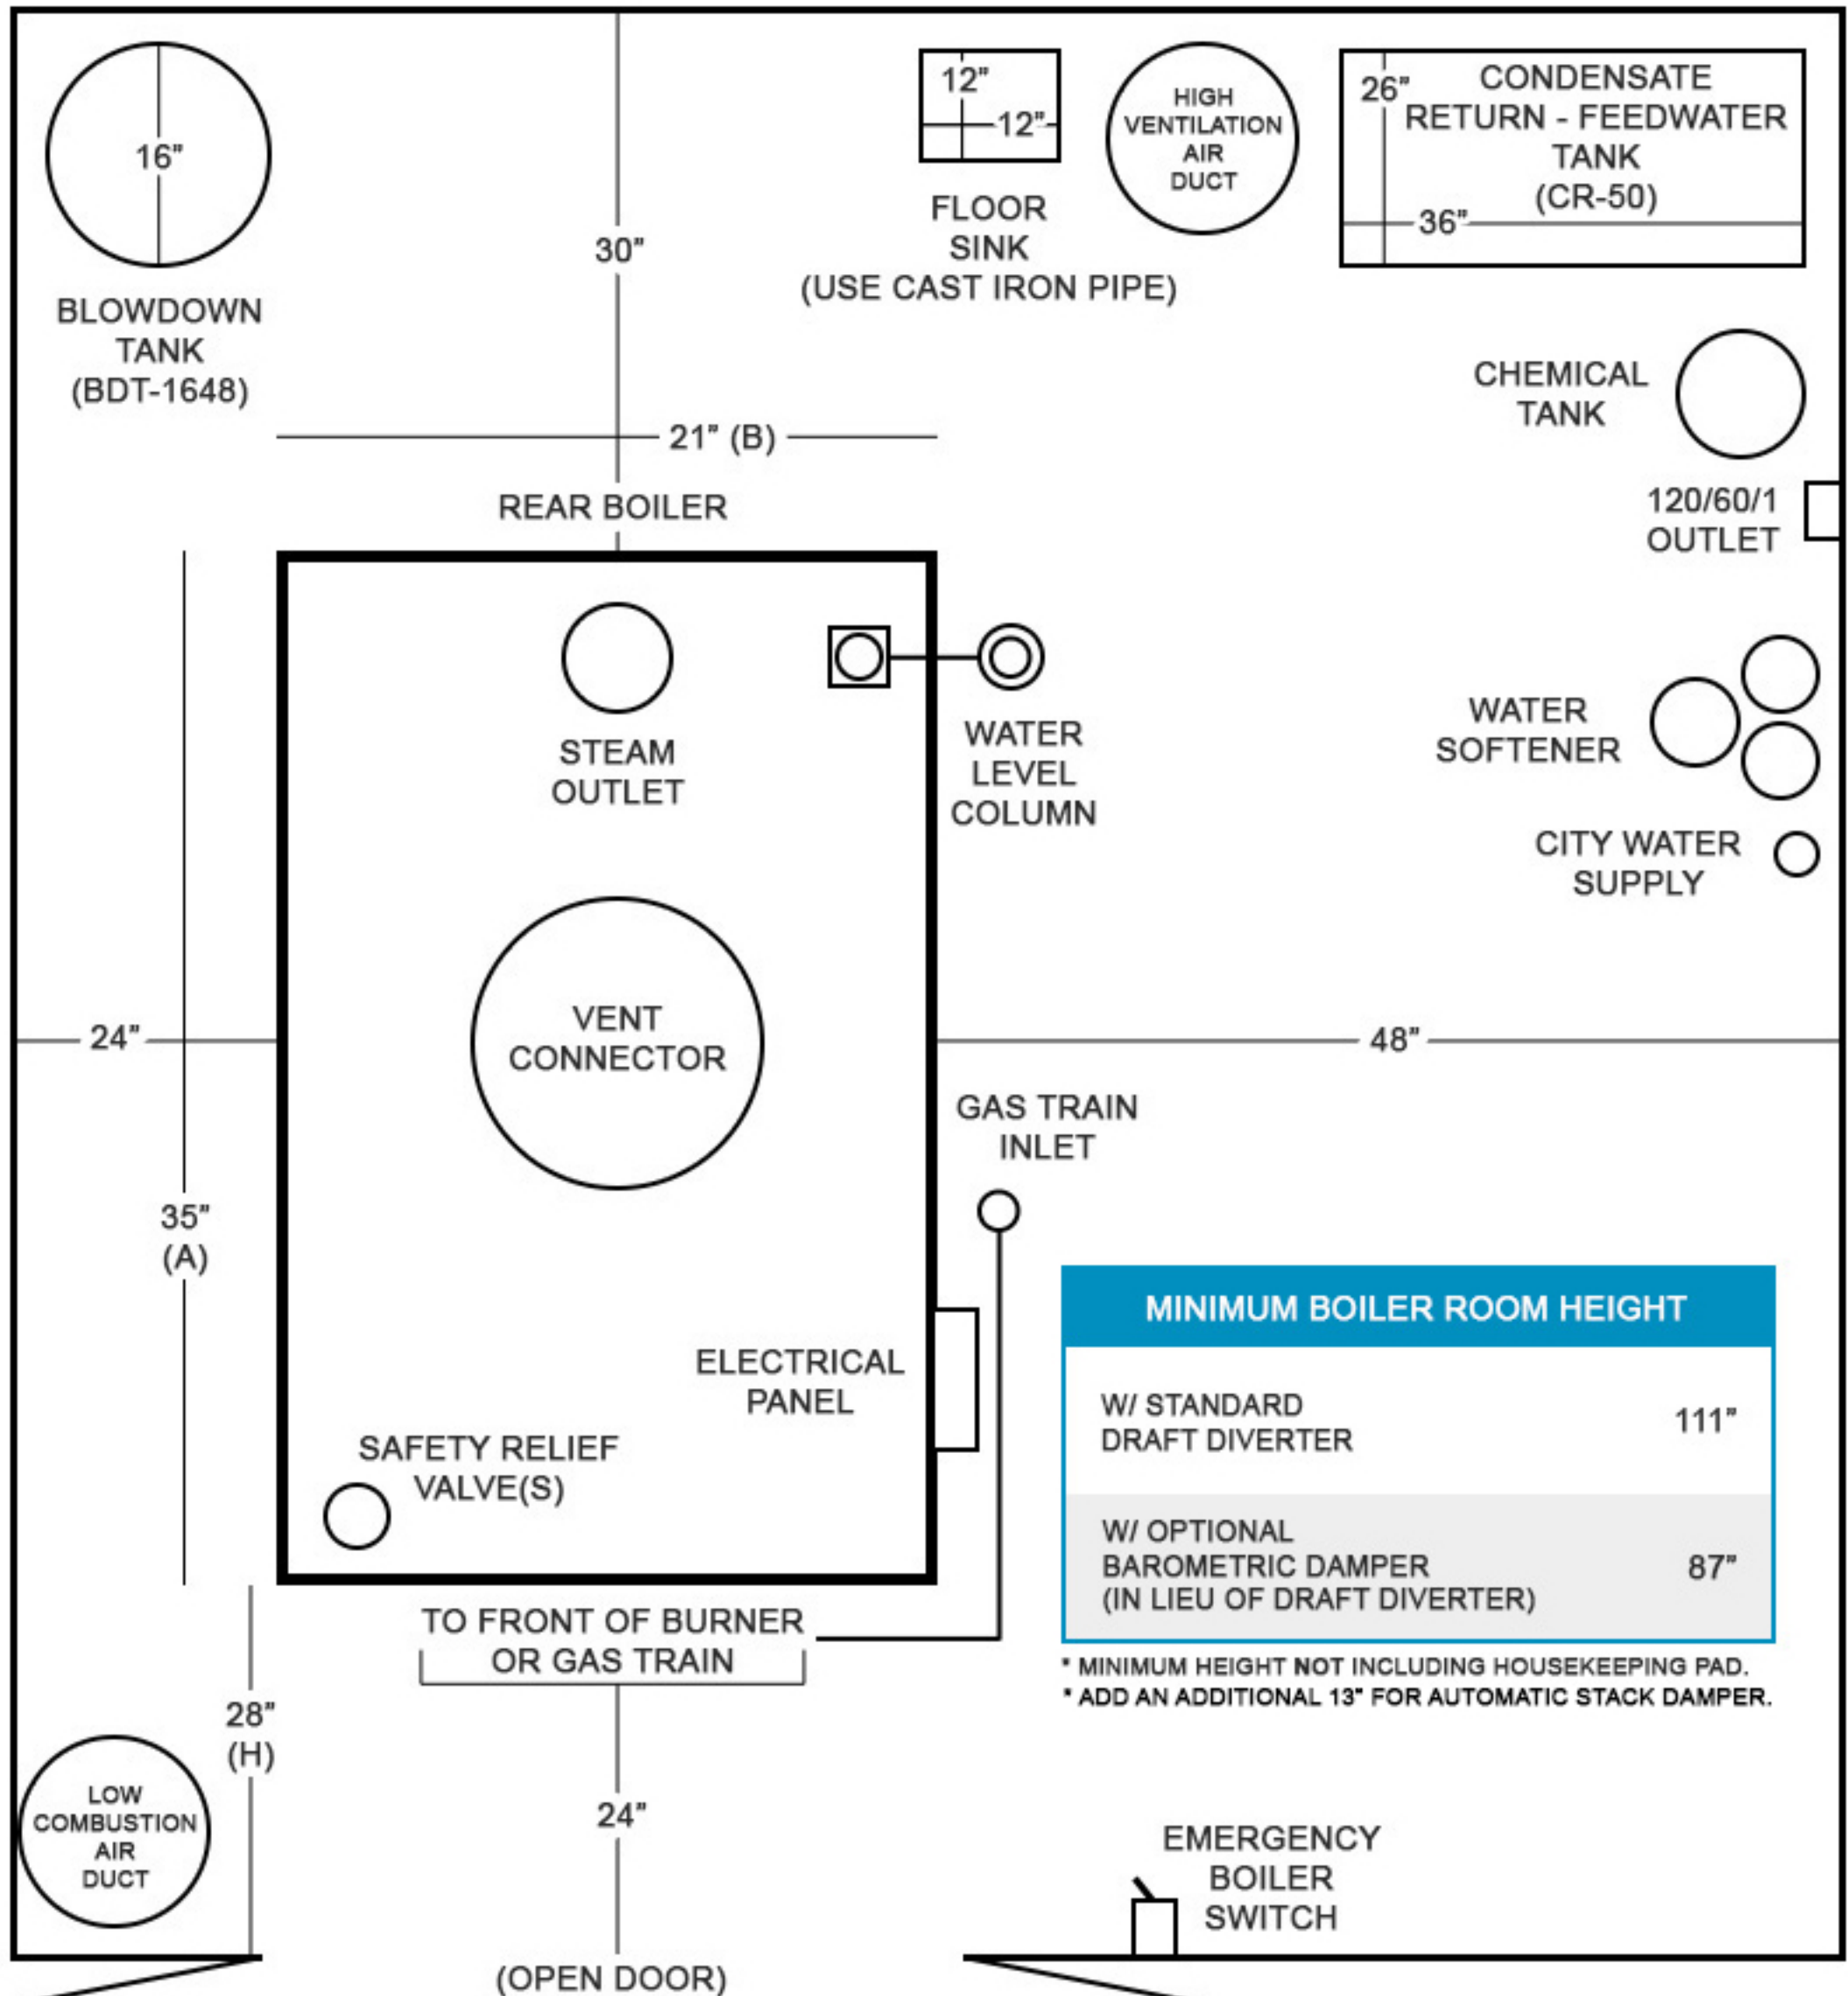 16”
BLOWDOWN
TANK
(BDT-1648)
30”
12”
12”
FLOOR
SINK
(USE CAST IRON PIPE)
HIGH
VENTILATION
AIR
DUCT
26”
CONDENSATE
RETURN - FEEDWATER
TANK
(CR-50)
36”
CHEMICAL
TANK
120/60/1
OUTLET
21” (B)
REAR BOILER
STEAM
OUTLET
WATER
LEVEL
COLUMN
WATER
SOFTENER
CITY WATER
SUPPLY
VENT
CONNECTOR
24”
48”
35”
(A)
GAS TRAIN
INLET
ELECTRICAL
PANEL
SAFETY RELIEF
VALVE(S)
MINIMUM BOILER ROOM HEIGHT
W/ STANDARD
DRAFT DIVERTER
111”
W/ OPTIONAL
BAROMETRIC DAMPER
(IN LIEU OF DRAFT DIVERTER)
87”
* MINIMUM HEIGHT NOT INCLUDING HOUSEKEEPING PAD.
* ADD AN ADDITIONAL 13" FOR AUTOMATIC STACK DAMPER.
TO FRONT OF BURNER
OR GAS TRAIN
28”
(H)
24”
LOW
COMBUSTION
AIR
DUCT
EMERGENCY
BOILER
SWITCH
(OPEN DOOR)